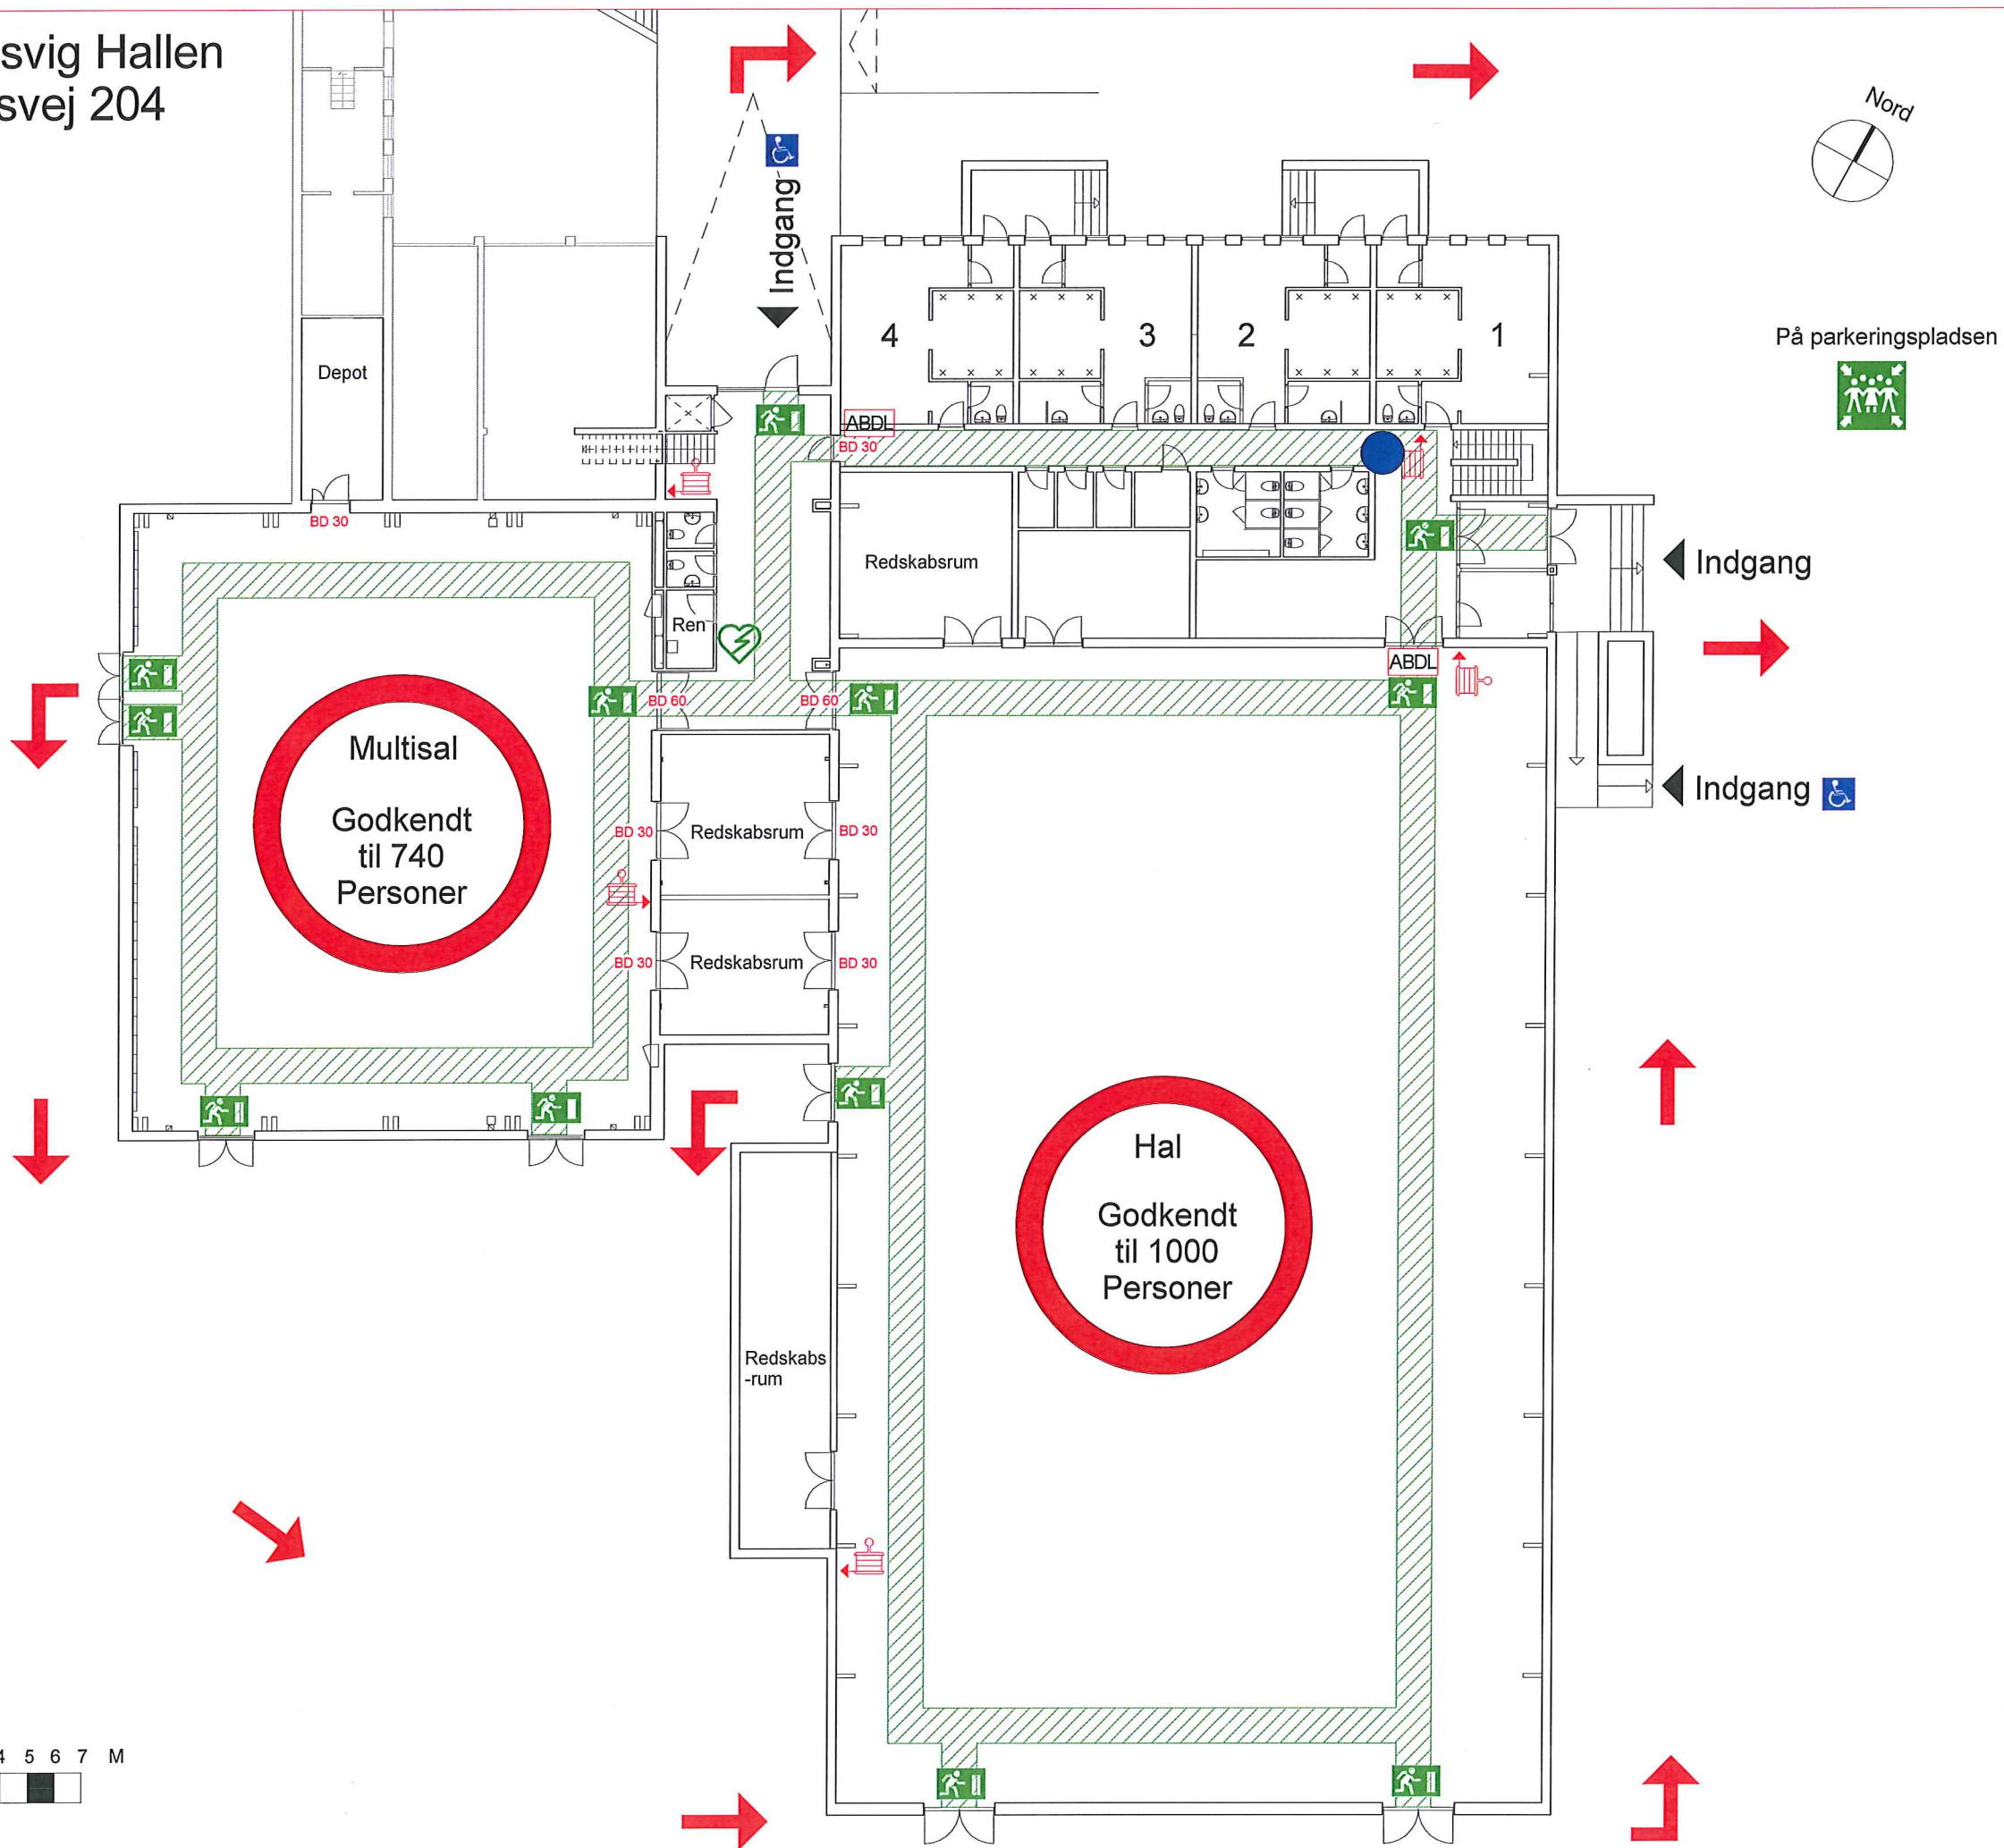 svig Hallen
svej 204
Nord
Indgang
På parkeringspladsen
4
3
2
1
Depot
ABDL
BD 30
BD 30
Redskabsrum
Indgang
Ren
ABDL
BD 60
BD 60
Multisal
Godkendt
til 740
Personer
Indgang
BD 30
Redskabsrum
BD 30
BD 30
Redskabsrum
BD 30
Hal
Godkendt
til 1000
Personer
Redskabs
-rum
4 5 6 7 M